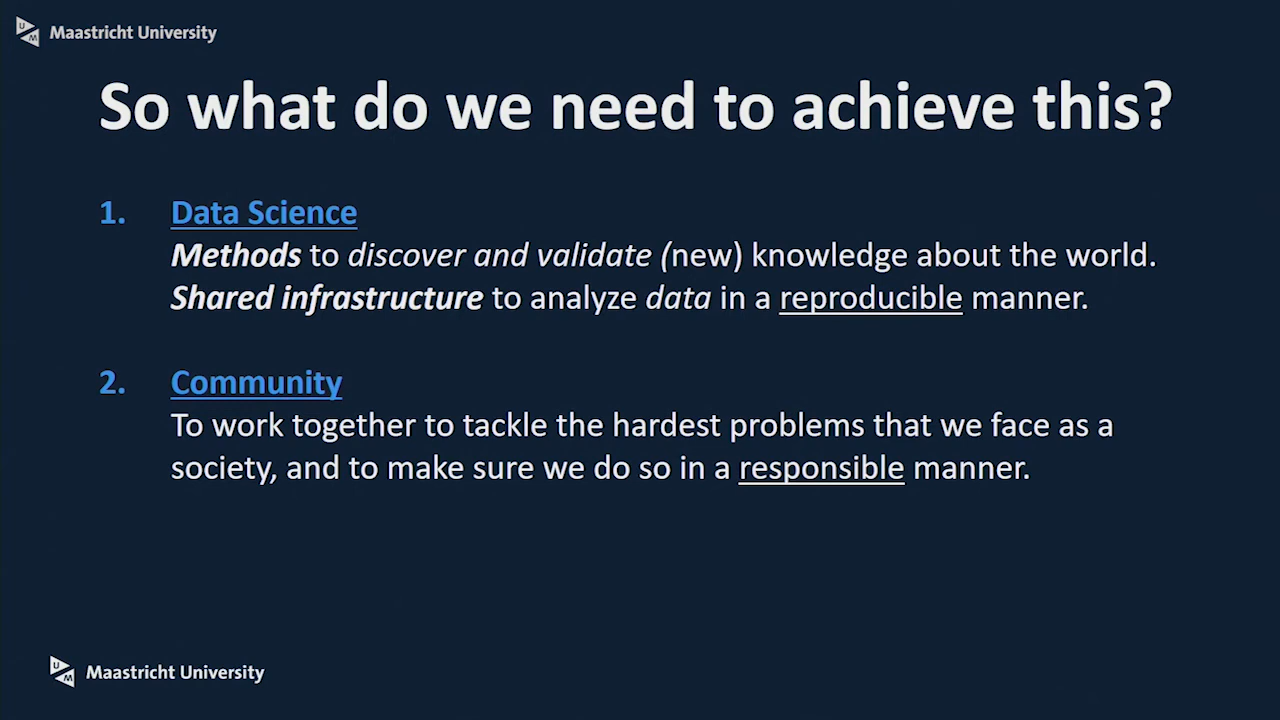 U
M
Maastricht University
So what do we need to achieve this?
1. Data Science
Methods to discover and validate (new) knowledge about the world.
Shared infrastructure to analyze data in a reproducible manner.
2. Community
To work together to tackle the hardest problems that we face as a
society, and to make sure we do so in a responsible manner.
U
M
Maastricht University